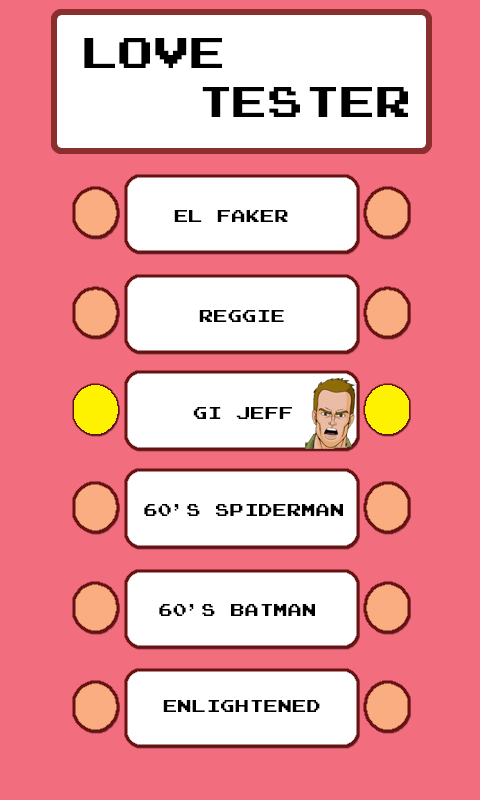 LOVE
TESTER
EL FAKER
REGGIE
GI JEFF
60'S SPIDERMAN
60'S BATMAN
ENLIGHTENED